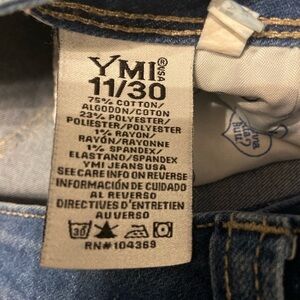 YMI® USA
11/30
75% COTTON/
ALGODON/COTON
23% POLYESTER/
POLIESTER/POLYESTER
1% RAYON/
RAYON/RAYONNE
1% SPANDEX/
ELASTANO/SPANDEX
YMI JEANS USA
SEE CARE INFO ON REVERSE
INFORMACIÓN DE CUIDADO
AL REVERSO
DIRECTIVES D'ENTRETIEN
AU VERSO
30
RN#104369